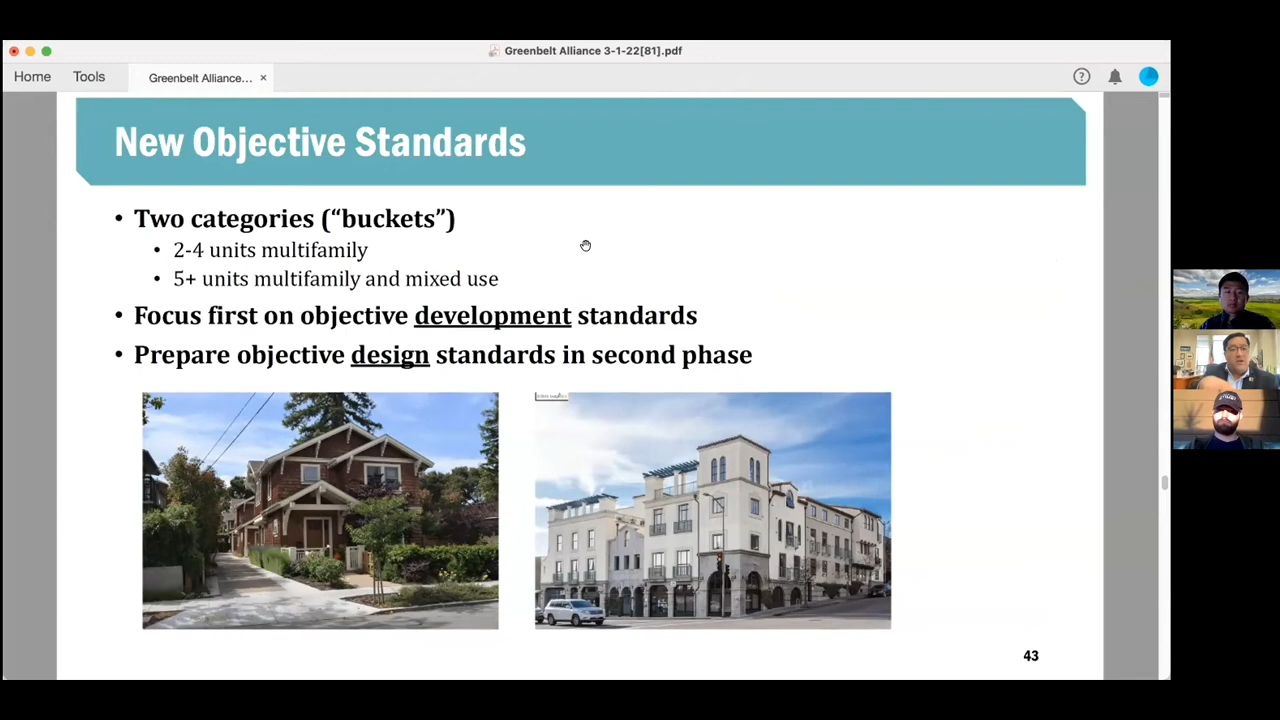 Greenbelt Alliance 3-1-22[81].pdf
Home Tools Greenbelt Alliance... ×
New Objective Standards
• Two categories (“buckets”)
• 2-4 units multifamily
• 5+ units multifamily and mixed use
• Focus first on objective development standards
• Prepare objective design standards in second phase
43